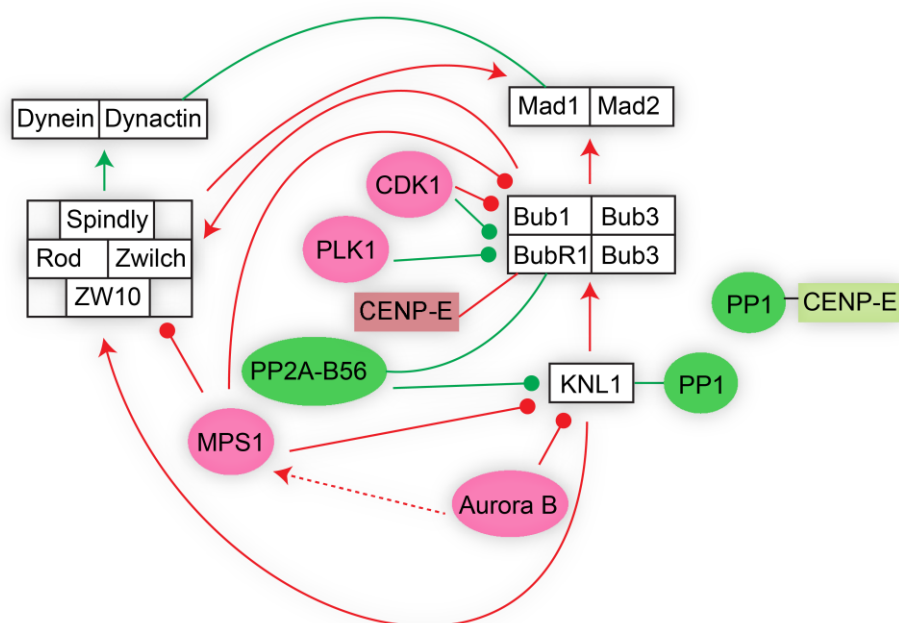 Dynein Dynactin
Mad1 Mad2
CDK1
Spindly
Bub1 Bub3
Rod Zwilch
PLK1
BubR1 Bub3
ZW10
CENP-E
PP1 CENP-E
PP2A-B56
KNL1
PP1
MPS1
Aurora B